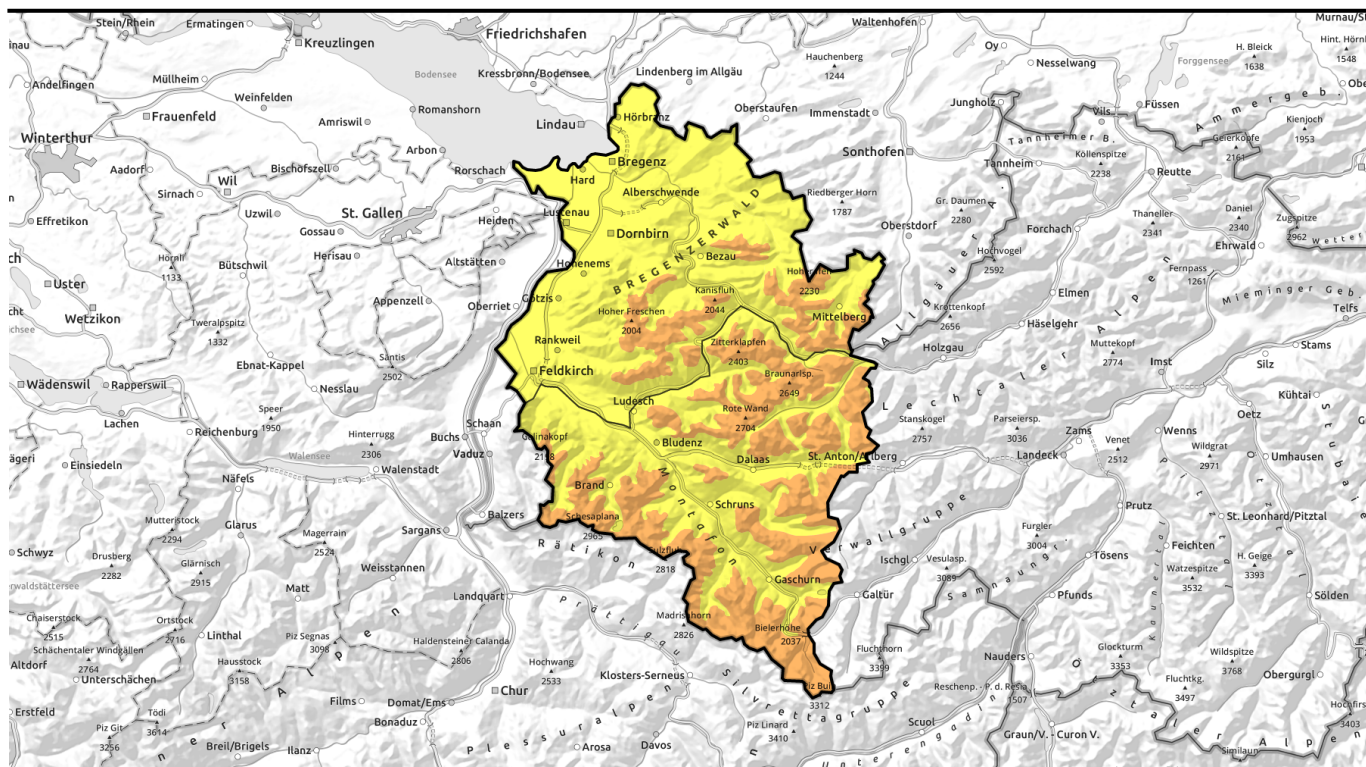 Stein/Rhein
Ermatingen
Kreuzlingen
Friedrichshafen
Waltenhofen
Oy
Nesselwang
H. Bleick
1638
Hint. Hörnl
1548
Andelfingen
Müllheim
Bodensee
Kressbronn/Bodensee
Lindenberg im Allgäu
Hauchenberg
1244
Forggensee
Weinfelden
Romanshorn
Oberstaufen
Jungholz
Füssen
Ammergeb.
Winterthur
Frauenfeld
Amriswil
Lindau
Hörbranz
Immenstadt
Vils
Kienjoch
1953
Geierköpfe
2161
Tannheimer B.
Arbon
Bregenz
Sonthofen
Köllenspitze
2238
Tannheim
Reutte
Aadorf
Bischofszell
Rorschach
Hard
Sirnach
Wil
Alberschwende
Riedberger Horn
1787
Gr. Daumen
2280
Thaneller
2341
Daniel
2340
Zugspitze
2962
Effretikon
Uzwil
St. Gallen
Heiden
Lustenau
Dornbirn
BREGENZERWALD
Oberstdorf
Forchach
Ehrwald
Gossau
Herisau
Altstätten
Hohenems
Bezau
Hochvogel
2592
Fernpass
1261
Hörnli
1133
Bütschwil
Uster
Wetzikon
Appenzell
Oberriet
Götzis
Kanisfluh
2044
2230
Elmen
Mieminger Geb
Telfs
Hoher Freschen
2004
Mittelberg
Krottenkopf
2656
Allgäuer A.
Häselgehr
Tweralpspitz
1332
Rankweil
Zitterklapfen
2403
Muttekopf
2774
Stams
Ebnat-Kappel
Säntis
2502
Holzgau
Imst
Silz
Wädenswil
Rapperswil
Nesslau
Feldkirch
Braunarlsp.
2649
Lechtaler Alpen
Oetz
Kühtai
Lachen
Speer
1950
Schaan
Ludesch
Rote Wand
2704
Stanskogel
2757
Parseiersp.
3036
Reichenburg
Hinterrugg
2306
Buchs
Vaduz
Bludenz
Zams
Wenns
Venet
2512
Wildgrat
2971
Umhausen
Einsiedeln
Walensee
Walenstadt
Dalaas
St. Anton/Arlberg
Landeck
Näfels
Brand
Montafon
Schruns
Prutz
Mutteristock
2294
Glarus
Magerrain
2524
Sargans
Balzers
Schesaplana
2965
St. Leonhard/Pitztal
Furgler
3004
Schwyz
Drusberg
2282
Rätikon
Verwallgruppe
Feichten
Glärnisch
2915
Weisstannen
2818
Gaschurn
Ischgl
Vesulasp.
3089
Tösens
Watzespitze
3532
H. Geige
3393
Matt
Landquart
Galtür
Samnaungr.
Pfunds
Sölden
Chaiserstock
2515
Ortstock
2716
Linthal
Piz Segnas
3098
Haldensteiner Calanda
2806
Prättigau
Madrisahorn
2826
Bielerhöhe
2037
Schächentaler Windgällen
2764
Altdorf
Hausstock
3158
Hochwang
2533
Fluchthorn
3399
Nauders
Glockturm
3353
Wildspitze
3768
Unterschächen
Chur
Klosters-Serneus
Obergurgl
Films
Domat/Ems
Silvrettagruppe
3312
Reschenp. - P. d. Resia
1507
Fluchtkg.
3497
Erstfeld
Tödi
3614
Bonaduz
Piz Linard
3410
Scuol
Piz Git
3256
Breil/Brigels
Ilanz
Plessuralpen
Arosa
Davos
Unterengadin
Graun/V. - Curon V.
Ötztaler Alpen
3403
Similaun